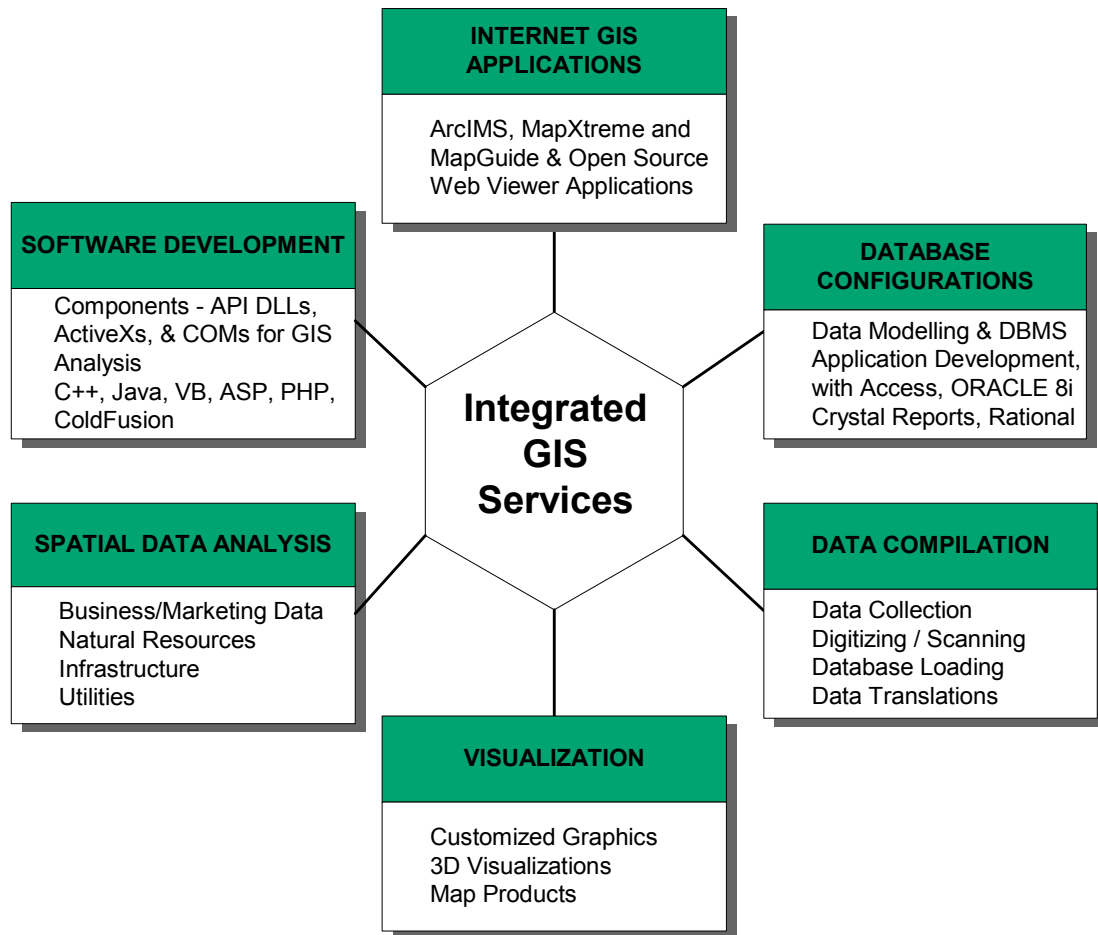 INTERNET GIS
APPLICATIONS
ArcIMS, MapXtreme and
MapGuide & Open Source
Web Viewer Applications
SOFTWARE DEVELOPMENT
Components - API DLLs,
ActiveXs, & COMs for GIS
Analysis
C++, Java, VB, ASP, PHP,
ColdFusion
DATABASE
CONFIGURATIONS
Data Modelling & DBMS
Application Development,
with Access, ORACLE 8i
Crystal Reports, Rational
Integrated
GIS
Services
SPATIAL DATA ANALYSIS
Business/Marketing Data
Natural Resources
Infrastructure
Utilities
DATA COMPILATION
Data Collection
Digitizing / Scanning
Database Loading
Data Translations
VISUALIZATION
Customized Graphics
3D Visualizations
Map Products